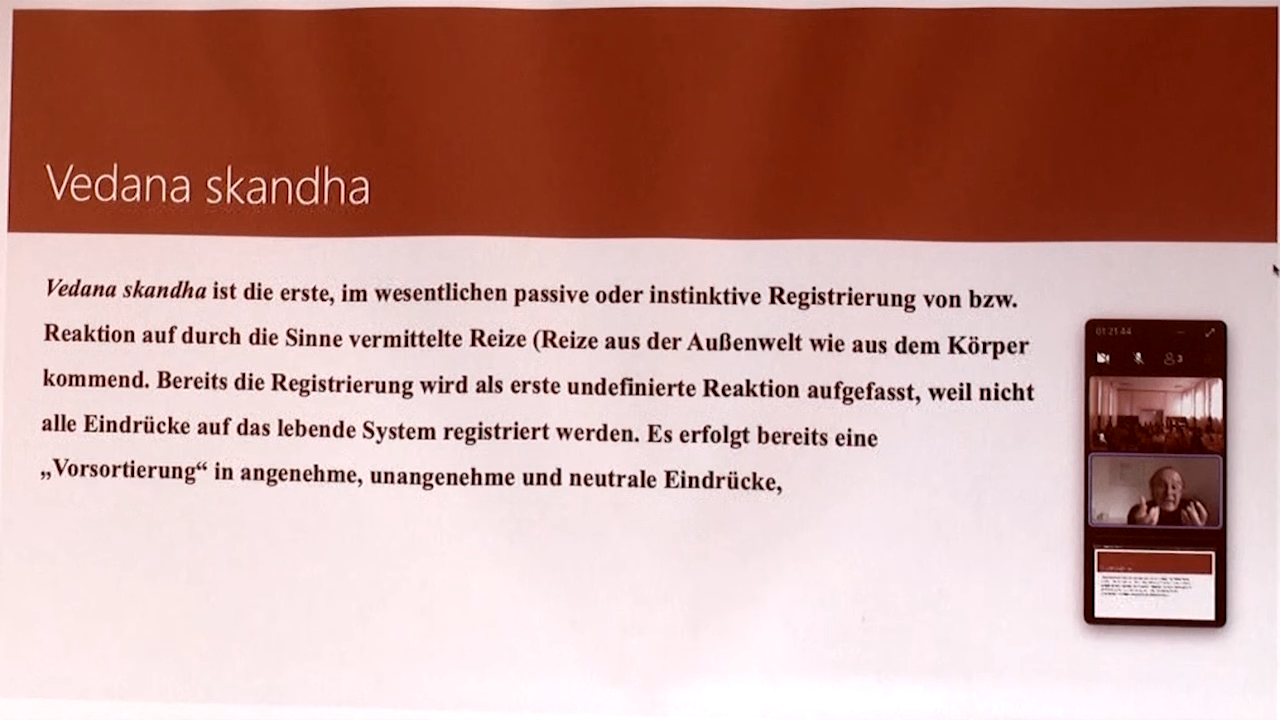 Vedana skandha
Vedana skandha ist die erste, im wesentlichen passive oder instinktive Registrierung von bzw.
Reaktion auf durch die Sinne vermittelte Reize (Reize aus der Außenwelt wie aus dem Körper
kommend. Bereits die Registrierung wird als erste undefinierte Reaktion aufgefasst, weil nicht
alle Eindrücke auf das lebende System registriert werden. Es erfolgt bereits eine
„Vorsortierung“ in angenehme, unangenehme und neutrale Eindrücke,
01:21:44
3